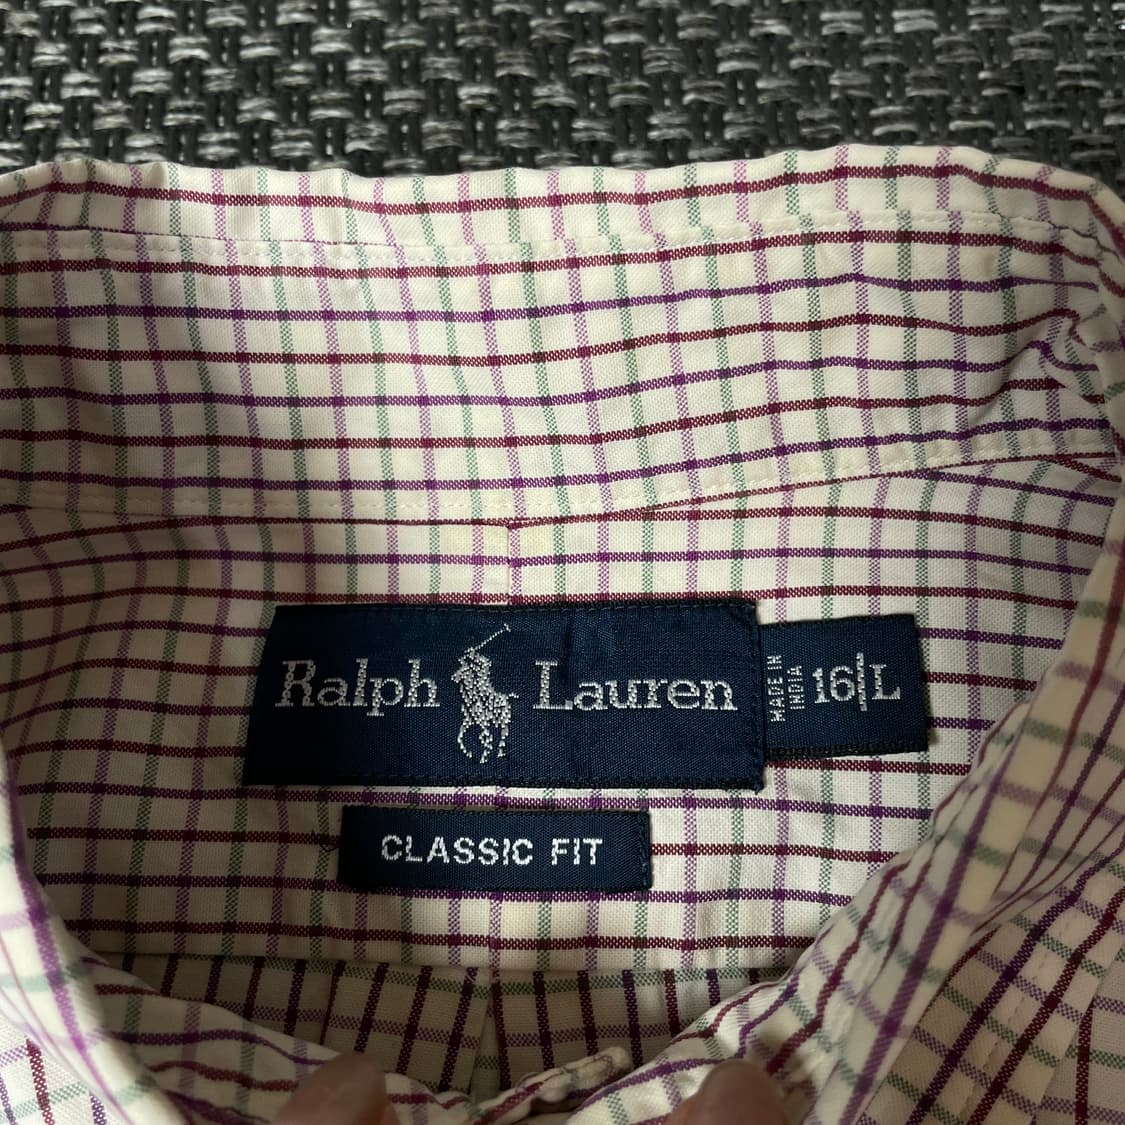 Ralph Lauren
MADE IN
INDIA
16/L
CLASSIC FIT